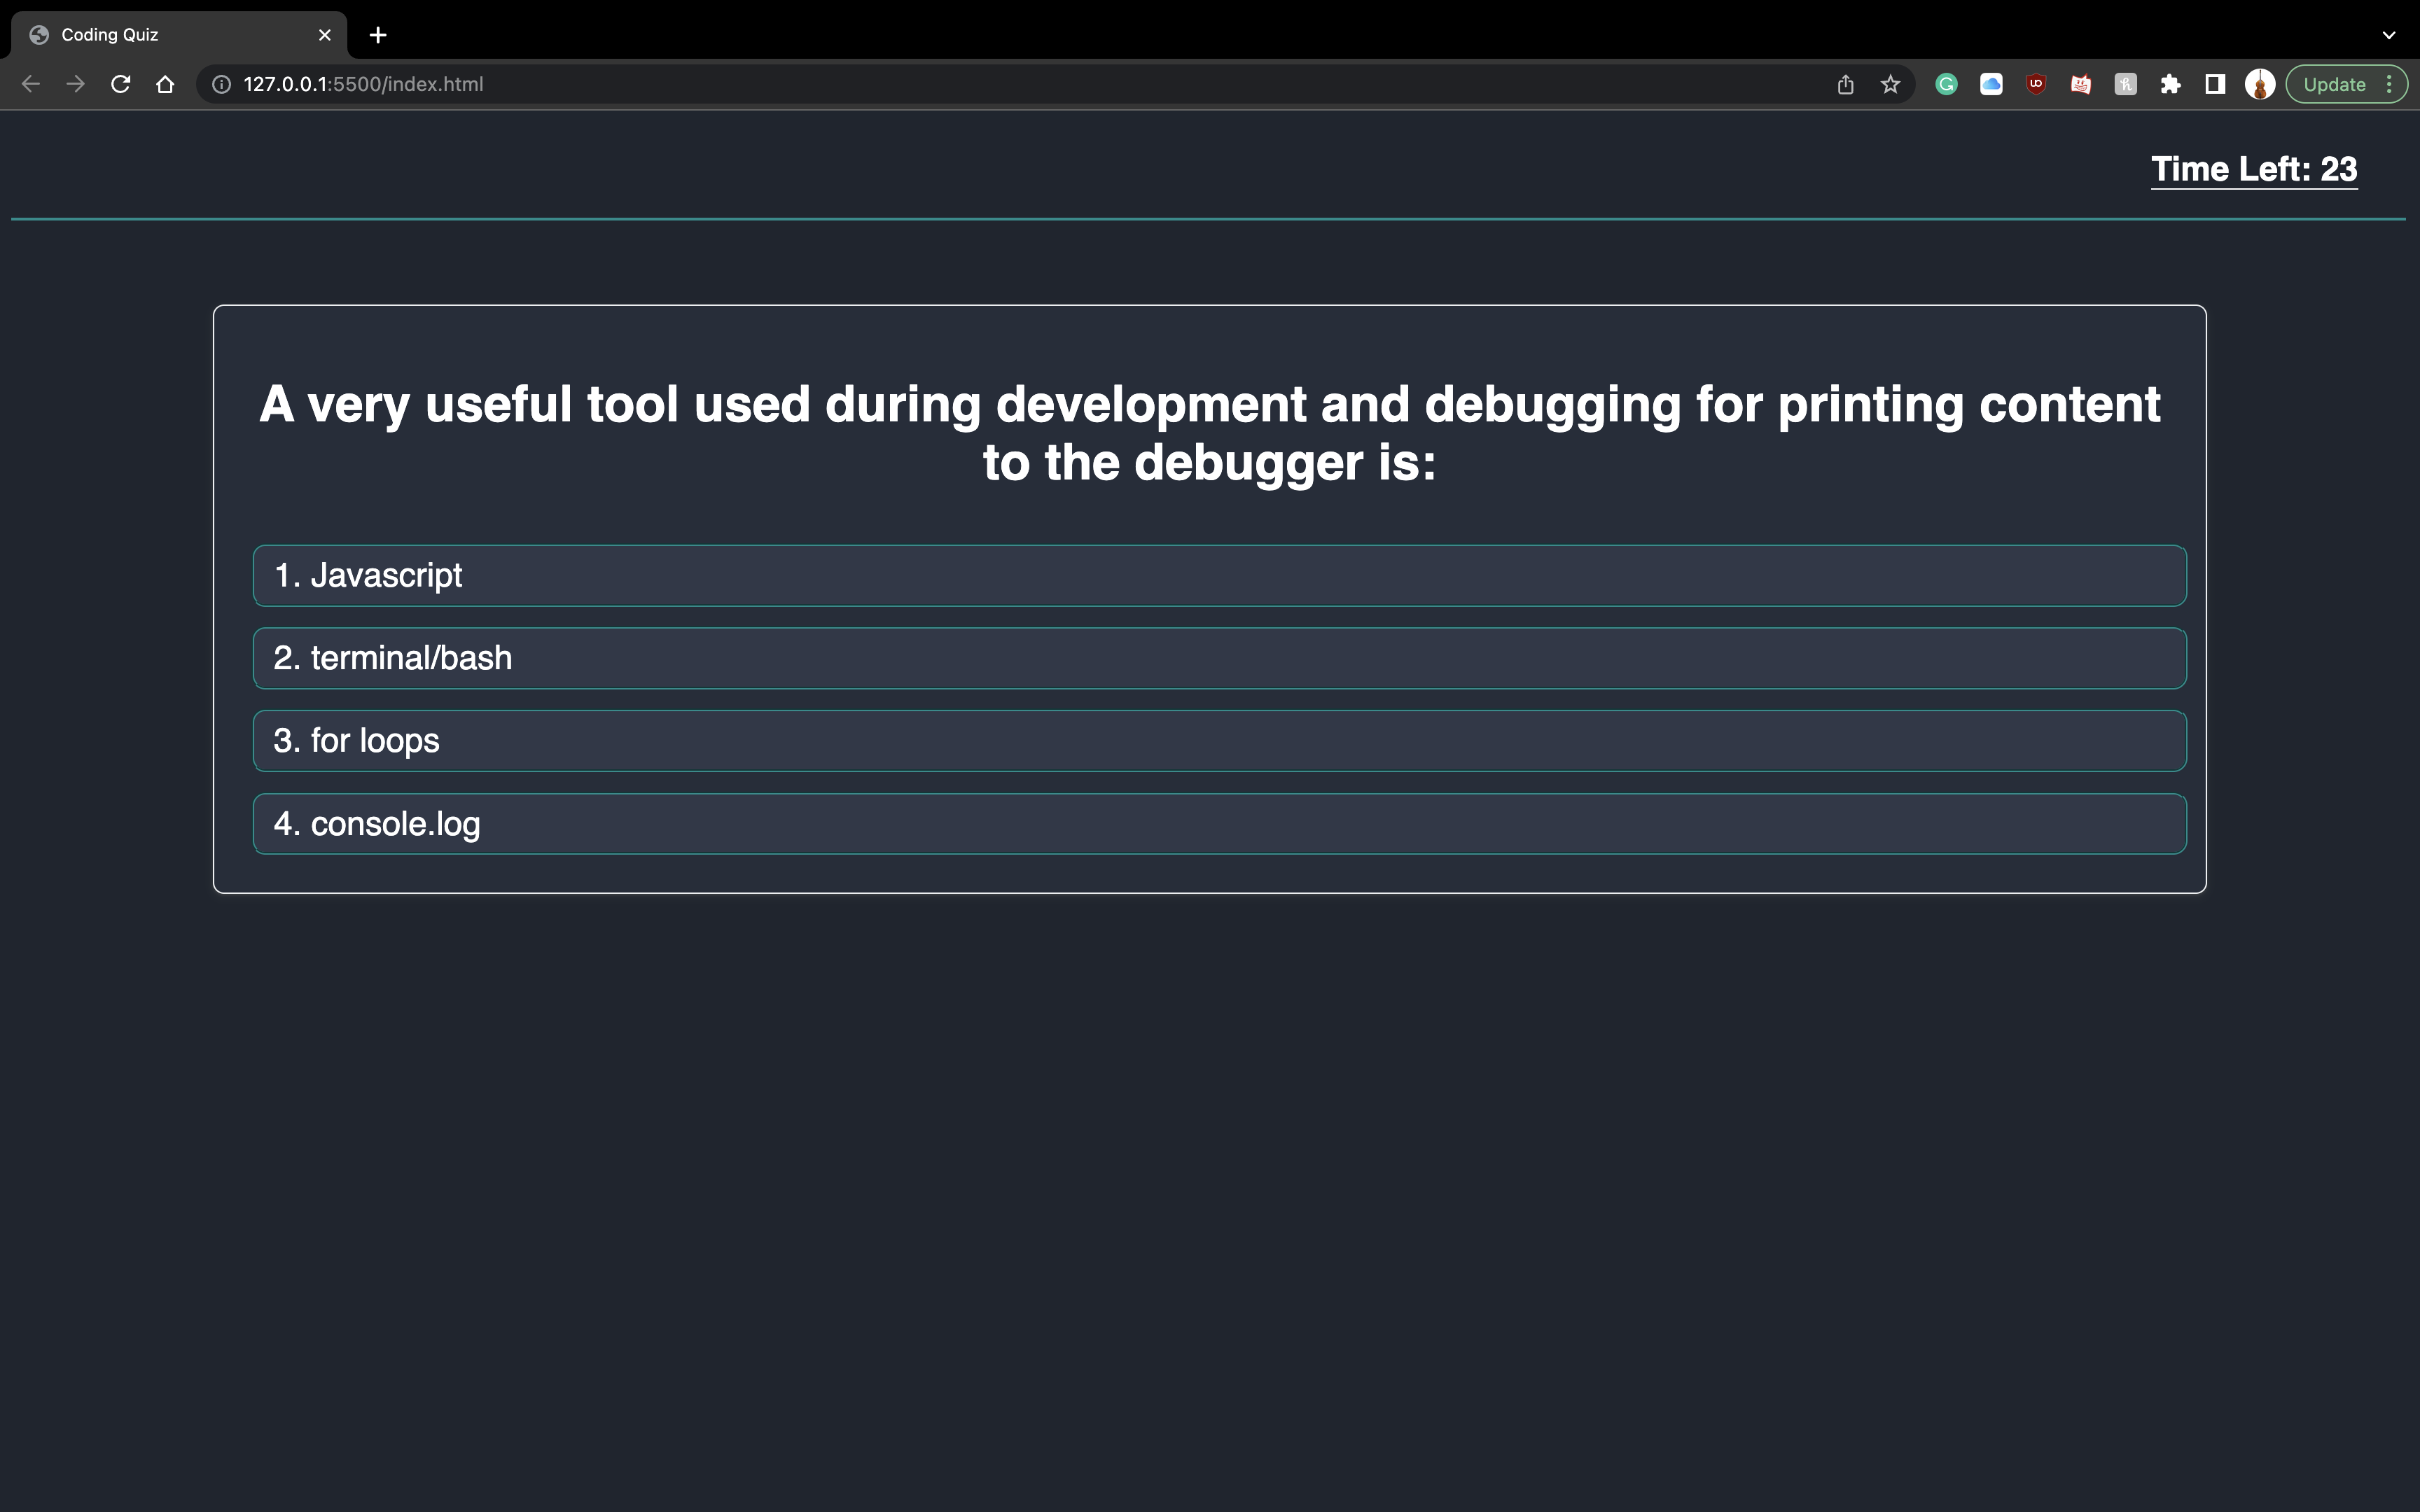 Coding Quiz
127.0.0.1:5500/index.html
Update
Time Left: 23
A very useful tool used during development and debugging for printing content
to the debugger is:
1. Javascript
2. terminal/bash
3. for loops
4. console.log